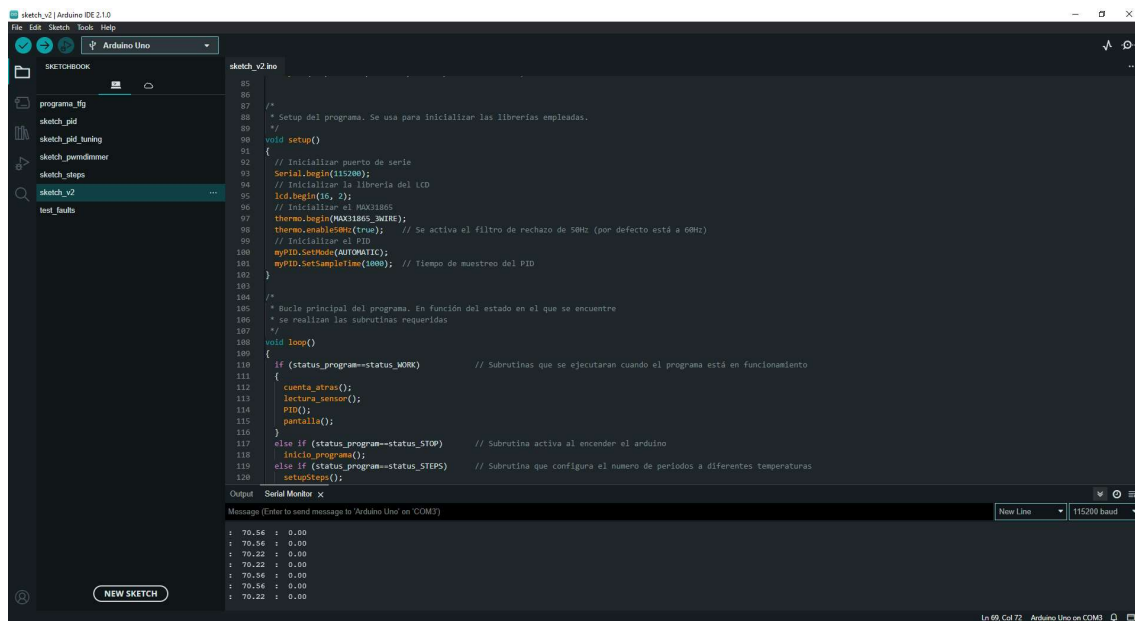 sketch_v2 | Arduino IDE 2.1.0
File Edit Sketch Tools Help
Arduino Uno
SKETCHBOOK
programa_tfg
sketch_pid
sketch_pid_tuning
sketch_pwmdimmer
sketch_steps
sketch_v2
test_faults
NEW SKETCH
sketch_v2.ino
85
86
87 /*
88 * Setup del programa. Se usa para inicializar las librerías empleadas.
89 */
90 void setup()
91 {
92 // Inicializar puerto de serie
93 Serial.begin(115200);
94 // Inicializar la librería del LCD
95 lcd.begin(16, 2);
96 // Inicializar el MAX31865
97 thermo.begin(MAX31865_3WIRE);
98 thermo.enable50Hz(true); // Se activa el filtro de rechazo de 50Hz (por defecto está a 60Hz)
99 // Inicializar el PID
100 myPID.SetMode(AUTOMATIC);
101 myPID.SetSampleTime(1000); // Tiempo de muestreo del PID
102 }
103
104 /*
105 * Bucle principal del programa. En función del estado en el que se encuentre
106 * se realizan las subrutinas requeridas
107 */
108 void loop()
109 {
110 if (status_program==status_WORK) // Subrutinas que se ejecutaran cuando el programa está en funcionamiento
111 {
112 cuenta_atras();
113 lectura_sensor();
114 PID();
115 pantalla();
116 }
117 else if (status_program==status_STOP) // Subrutina activa al encender el arduino
118 inicio_programa();
119 else if (status_program==status_STEPS) // Subrutina que configura el numero de periodos a diferentes temperaturas
120 setupSteps();
Output Serial Monitor x
Message (Enter to send message to 'Arduino Uno' on 'COM3')
New Line 115200 baud
: 70.56 : 0.00
: 70.56 : 0.00
: 70.22 : 0.00
: 70.22 : 0.00
: 70.56 : 0.00
: 70.56 : 0.00
: 70.22 : 0.00
Ln 69, Col 72 Arduino Uno on COM3